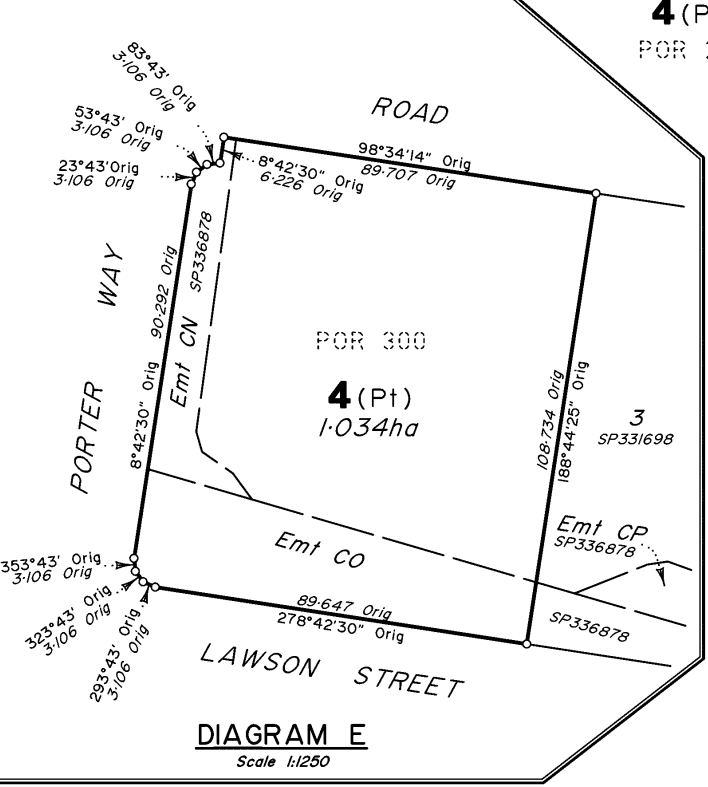 4 (P
POR
83°43' Orig
3·106 Orig
53°43' Orig
3·106 Orig
23°43'Orig
3·106 Orig
ROAD
98°34'14" Orig
89·707 Orig
8°42'30" Orig
6·226 Orig
PORTER WAY
90·292 Orig
8°42'30" Orig
Emt CN SP336878
POR 300
4(Pt)
1·034ha
108·734 Orig
188°44'25" Orig
3
SP331698
Emt CP
SP336878
Emt CO
SP336878
353°43' Orig
3·106 Orig
323°43' Orig
3·106 Orig
293°43' Orig
3·106 Orig
89·647 Orig
278°42'30" Orig
LAWSON STREET
DIAGRAM E
Scale 1:1250